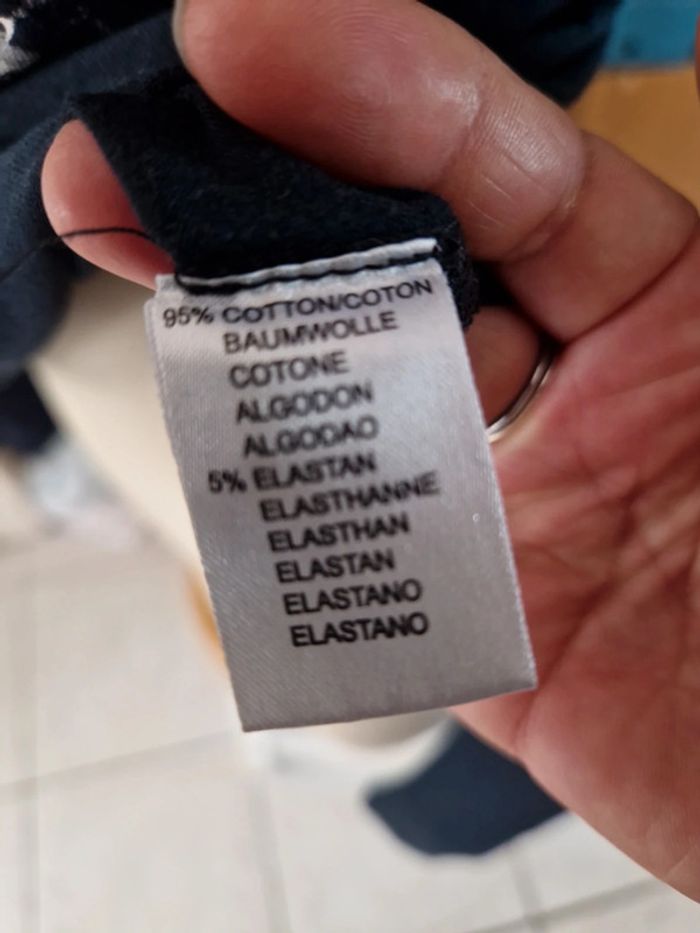 95% COTTON/COTON
BAUMWOLLE
COTONE
ALGODON
ALGODAO
5% ELASTAN
ELASTHANNE
ELASTHAN
ELASTAN
ELASTANO
ELASTANO